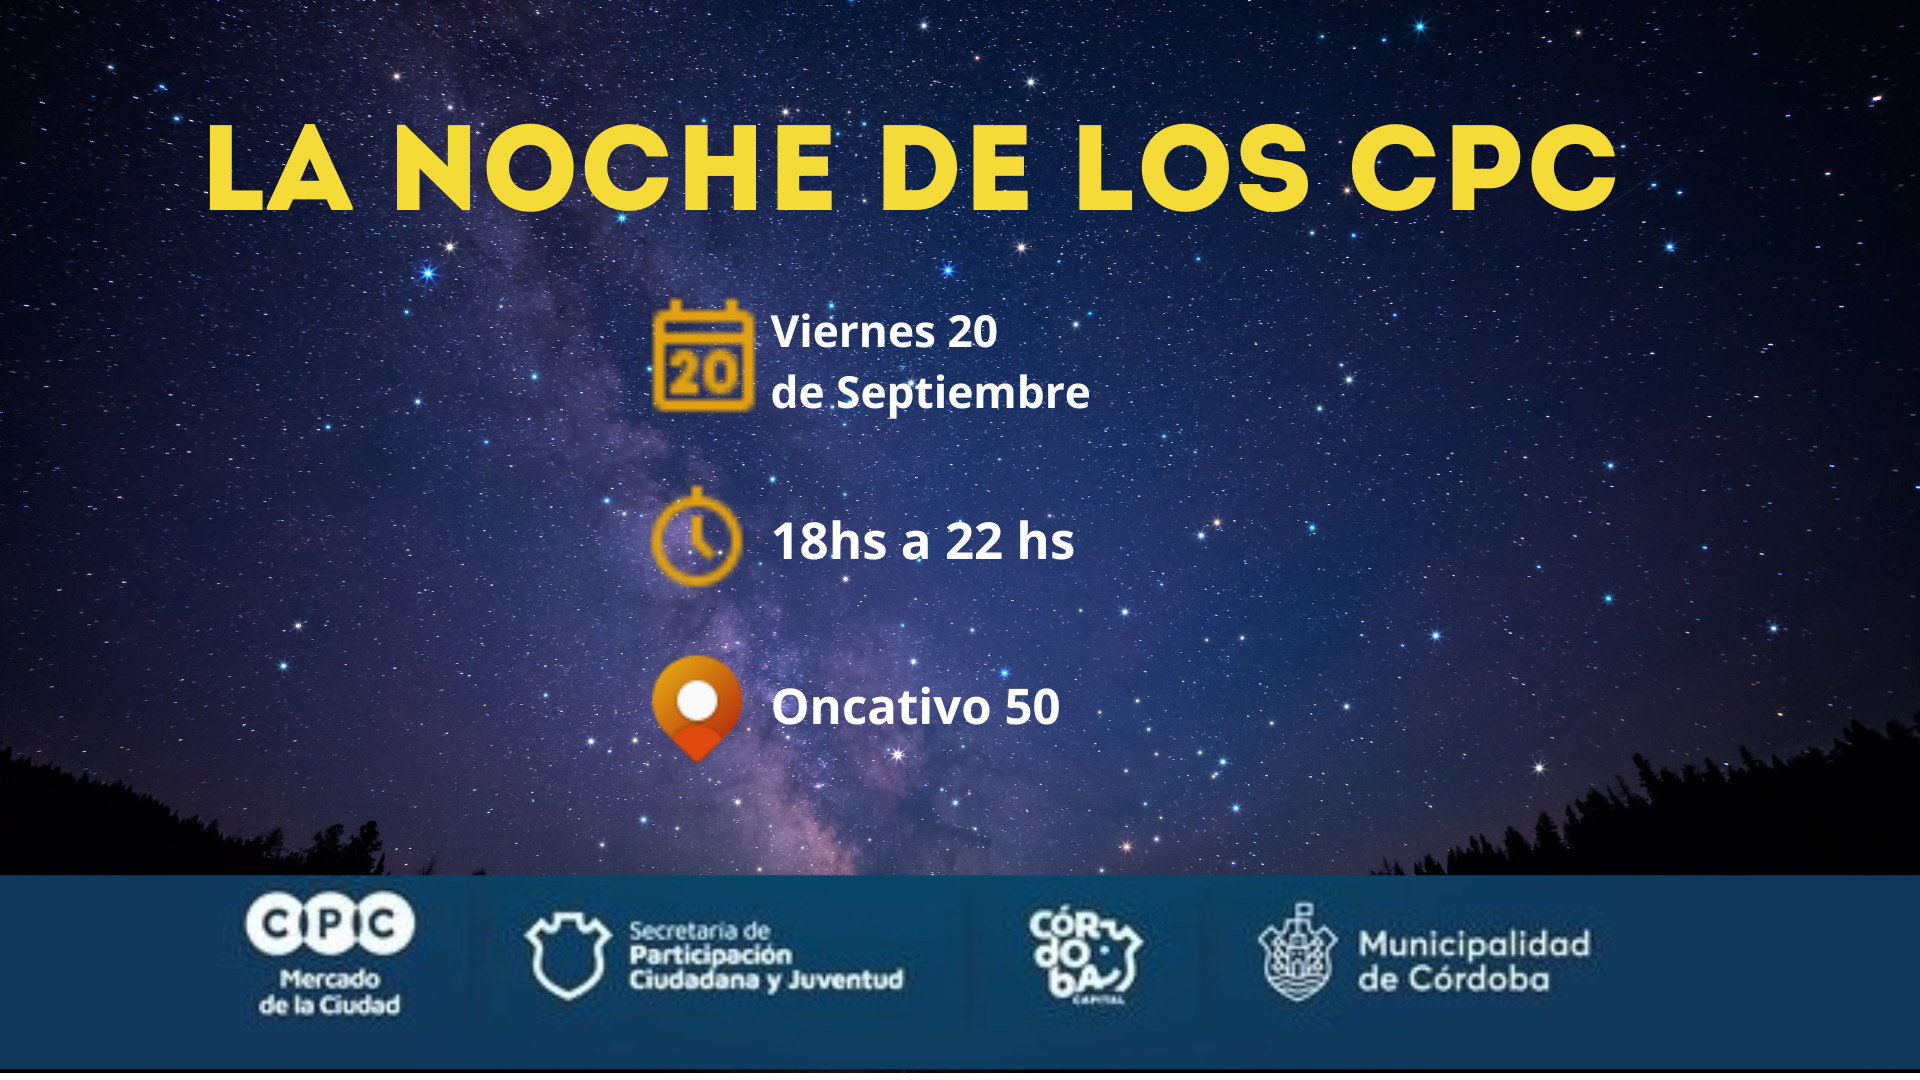 LA NOCHE DE LOS CPC
20
Viernes 20
de Septiembre
18hs a 22 hs
Oncativo 50
CPC
Mercado
de la Ciudad
Secretaría de
Participación
Ciudadana y Juventud
CÓR
dO
bA
CAPITAL
Municipalidad
de Córdoba